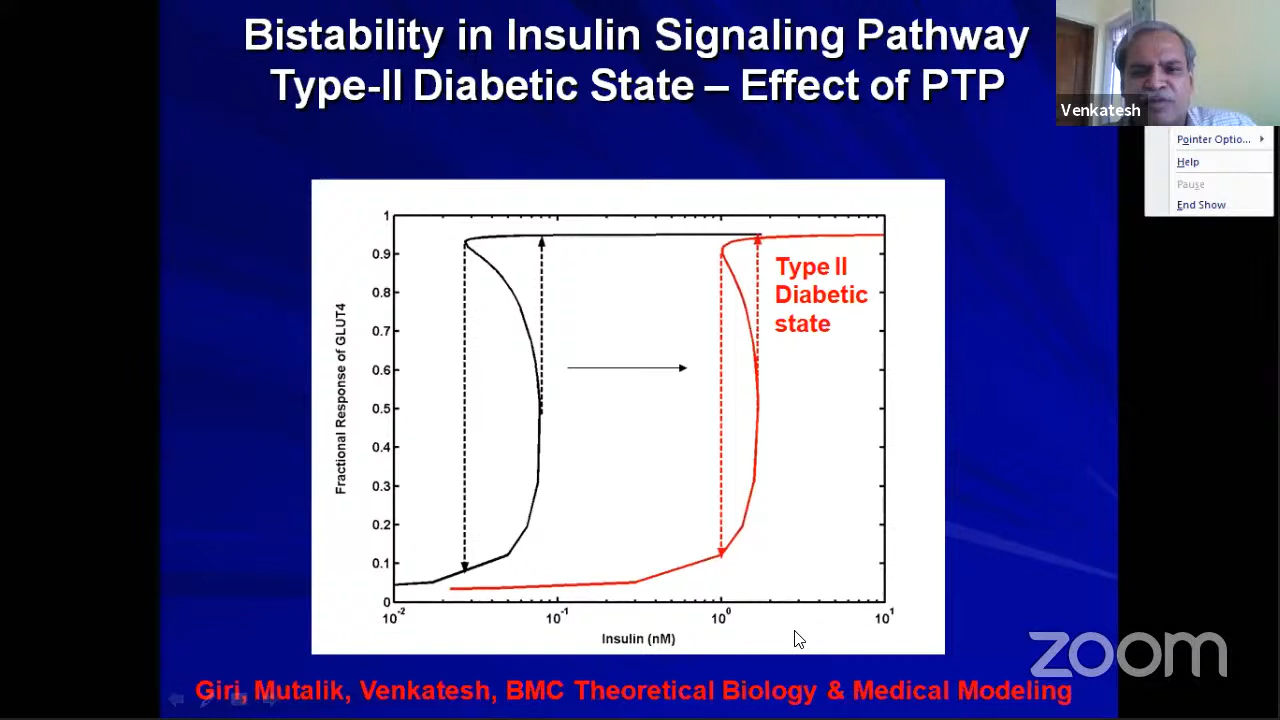 Bistability in Insulin Signaling Pathway
Type-II Diabetic State – Effect of PTP
Venkatesh
Pointer Optio...
Help
Pause
End Show
1
0.9
0.8
0.7
0.6
0.5
0.4
0.3
0.2
0.1
0
Fractional Response of GLUT4
Type II
Diabetic
state
10-2
10-1
100
101
Insulin (nM)
zoom
Giri, Mutalik, Venkatesh, BMC Theoretical Biology & Medical Modeling